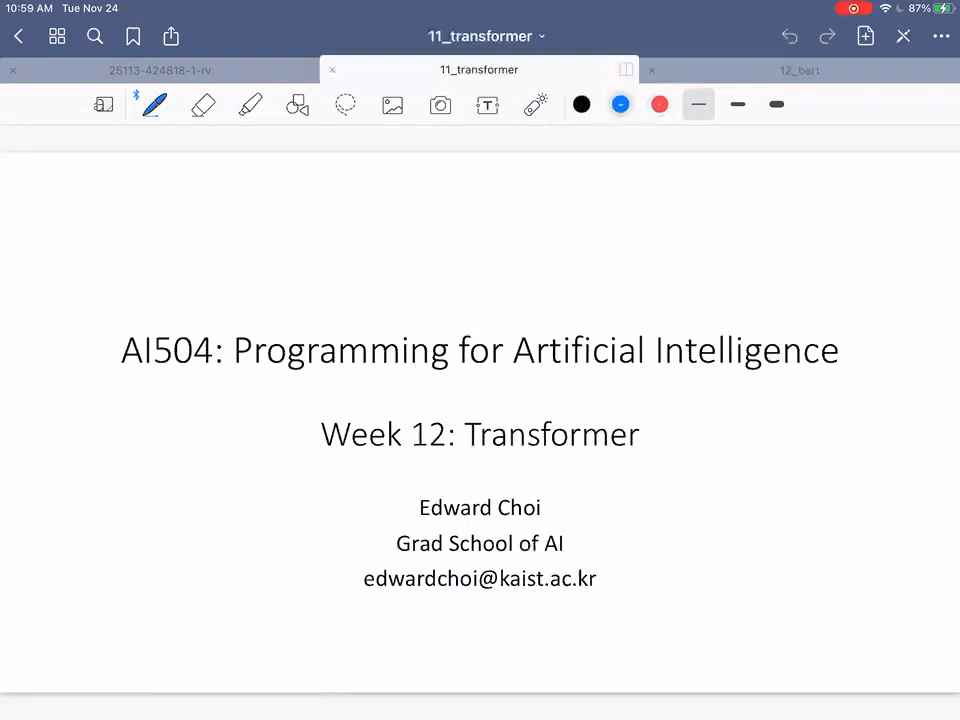 10:59 AM Tue Nov 24
87%
11_transformer
25113-424818-1-rv
11_transformer
12_bert
T
AI504: Programming for Artificial Intelligence
Week 12: Transformer
Edward Choi
Grad School of AI
edwardchoi@kaist.ac.kr